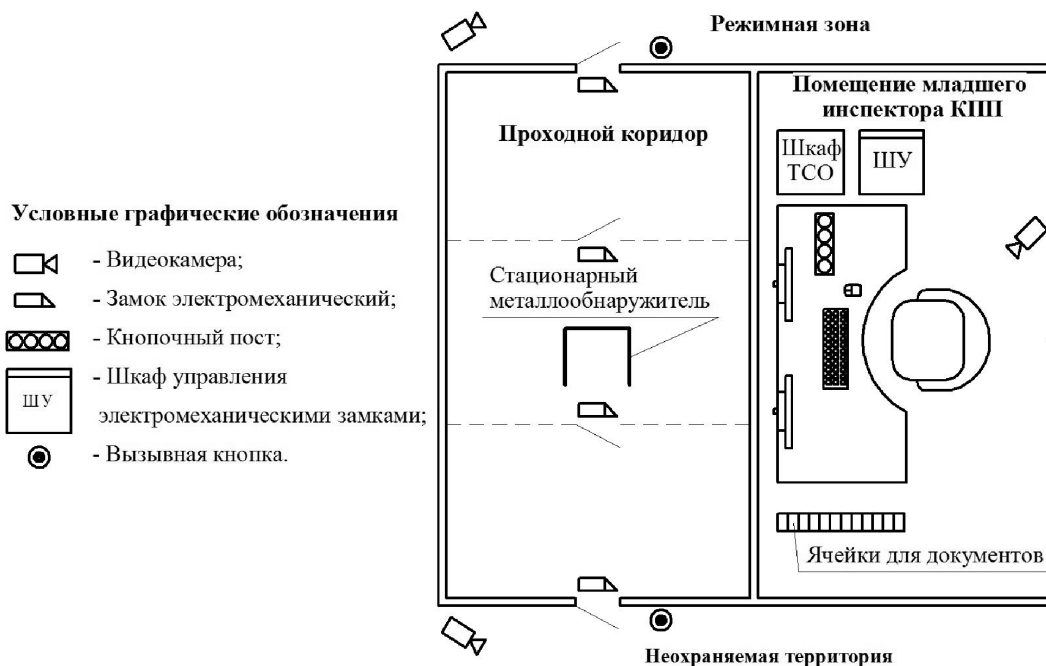 Режимная зона
Помещение младшего
инспектора КПП
Проходной коридор
Шкаф
ТСО
ШУ
Условные графические обозначения
- Видеокамера;
- Замок электромеханический;
- Кнопочный пост;
ШУ
- Шкаф управления
электромеханическими замками;
- Вызывная кнопка.
Стационарный
металлообнаружитель
Ячейки для документов
Неохраняемая территория